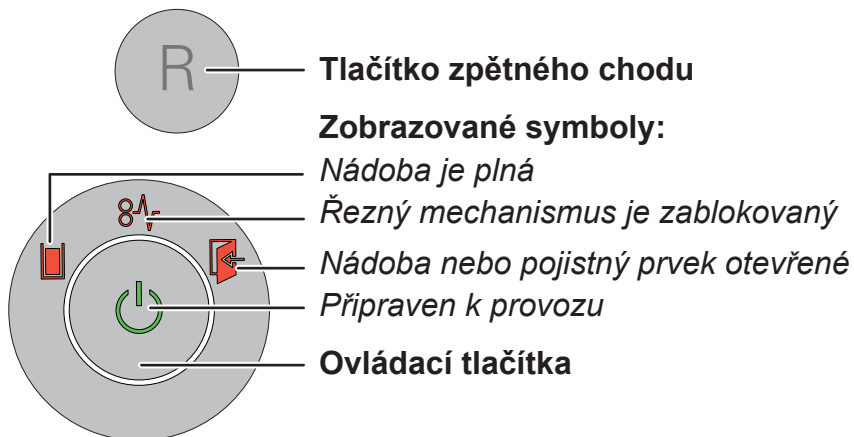 R
Tlačítko zpětného chodu
Zobrazované symboly:
Nádoba je plná
Řezný mechanismus je zablokovaný
Nádoba nebo pojistný prvek otevřené
Připraven k provozu
Ovládací tlačítka